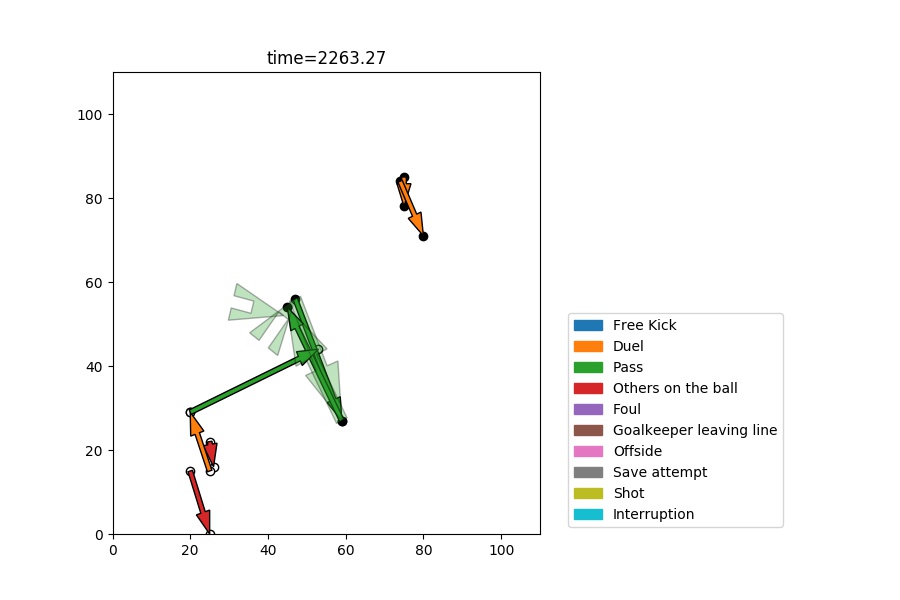 time=2263.27
100
80
60
40
20
0
0 20 40 60 80 100
Free Kick
Duel
Pass
Others on the ball
Foul
Goalkeeper leaving line
Offside
Save attempt
Shot
Interruption